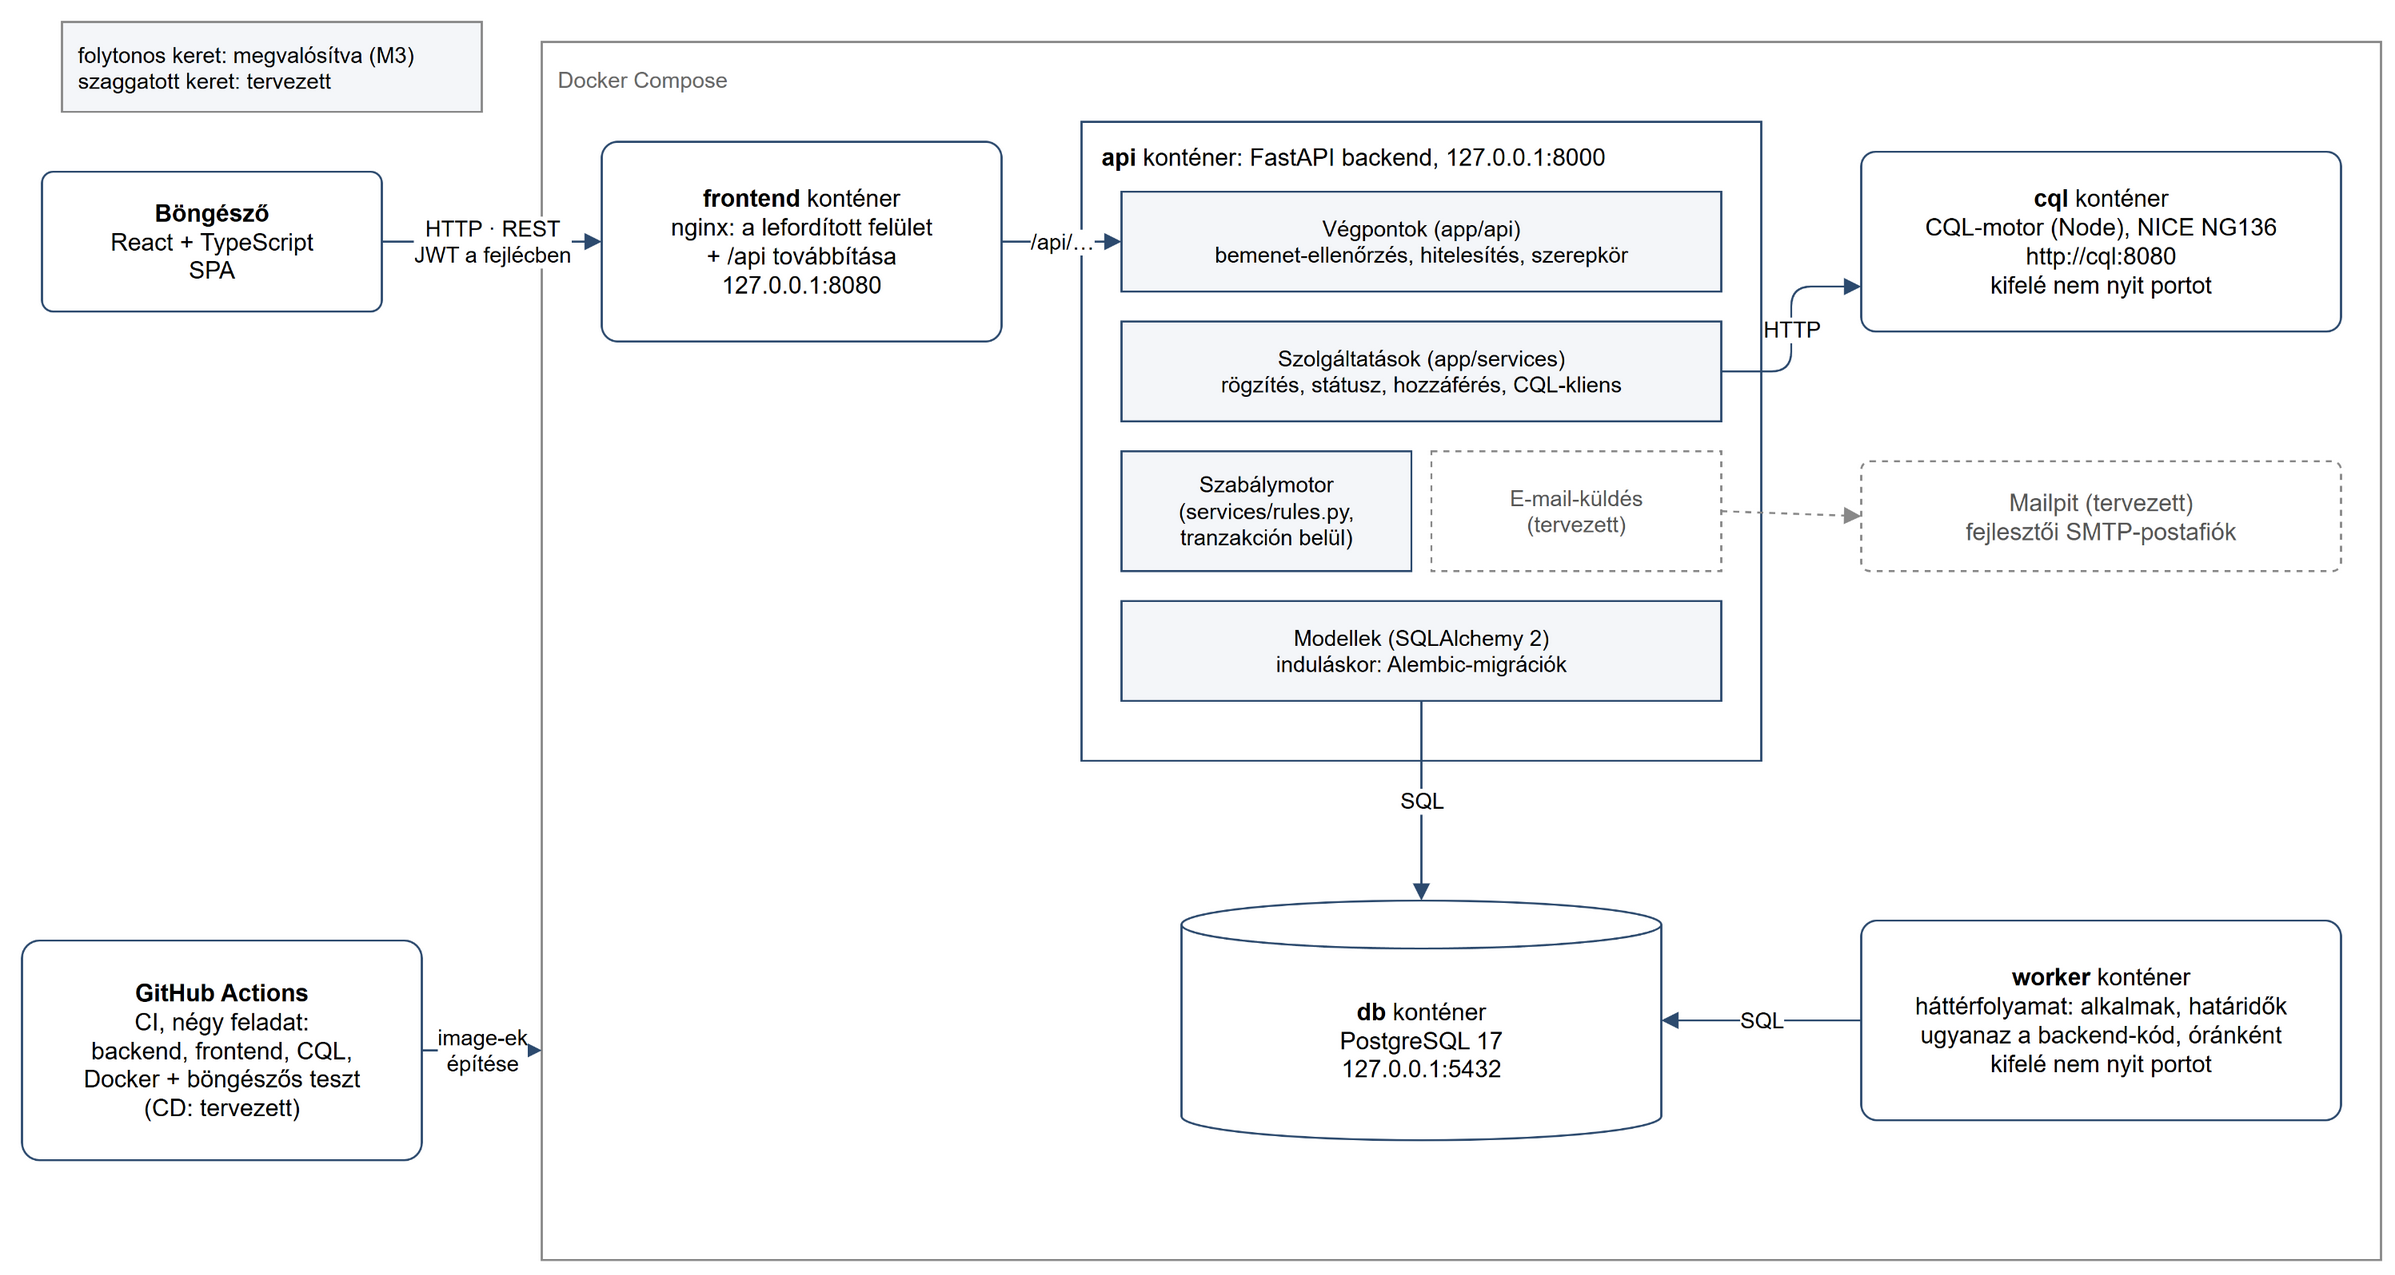 folytonos keret: megvalósítva (M3)
szaggatott keret: tervezett
Docker Compose
Böngésző
React + TypeScript
SPA
HTTP · REST
JWT a fejlécben
frontend konténer
nginx: a lefordított felület
+ /api továbbítása
127.0.0.1:8080
/api/...
api konténer: FastAPI backend, 127.0.0.1:8000
Végpontok (app/api)
bemenet-ellenőrzés, hitelesítés, szerepkör
Szolgáltatások (app/services)
rögzítés, státusz, hozzáférés, CQL-kliens
Szabálymotor
(services/rules.py,
tranzakción belül)
E-mail-küldés
(tervezett)
Modellek (SQLAlchemy 2)
induláskor: Alembic-migrációk
HTTP
cql konténer
CQL-motor (Node), NICE NG136
http://cql:8080
kifelé nem nyit portot
Mailpit (tervezett)
fejlesztői SMTP-postafiók
SQL
GitHub Actions
CI, négy feladat:
backend, frontend, CQL,
Docker + böngészős teszt
(CD: tervezett)
image-ek
építése
db konténer
PostgreSQL 17
127.0.0.1:5432
SQL
worker konténer
háttérfolyamat: alkalmak, határidők
ugyanaz a backend-kód, óránként
kifelé nem nyit portot